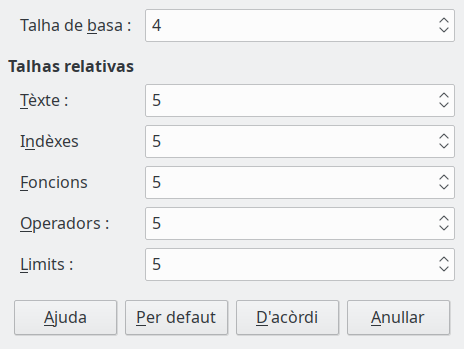 Talha de basa : 4
Talhas relativas
Tèxte : 5
Indèxes 5
Foncions 5
Operadors : 5
Limits : 5
Ajuda Per defaut D'acòrdi Anullar